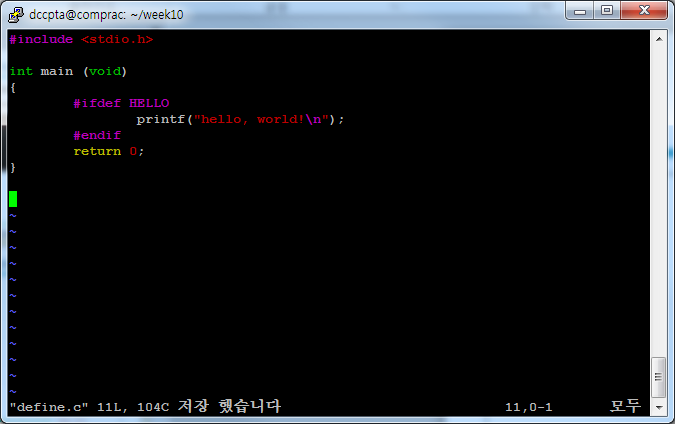 dccpta@comprac: ~/week10
#include <stdio.h>
int main (void)
{
#ifdef HELLO
printf("hello, world!\n");
#endif
return 0;
}
~
~
~
~
~
~
~
~
~
~
~
~
"define.c" 11L, 104C 저장 했습니다 11,0-1 모두